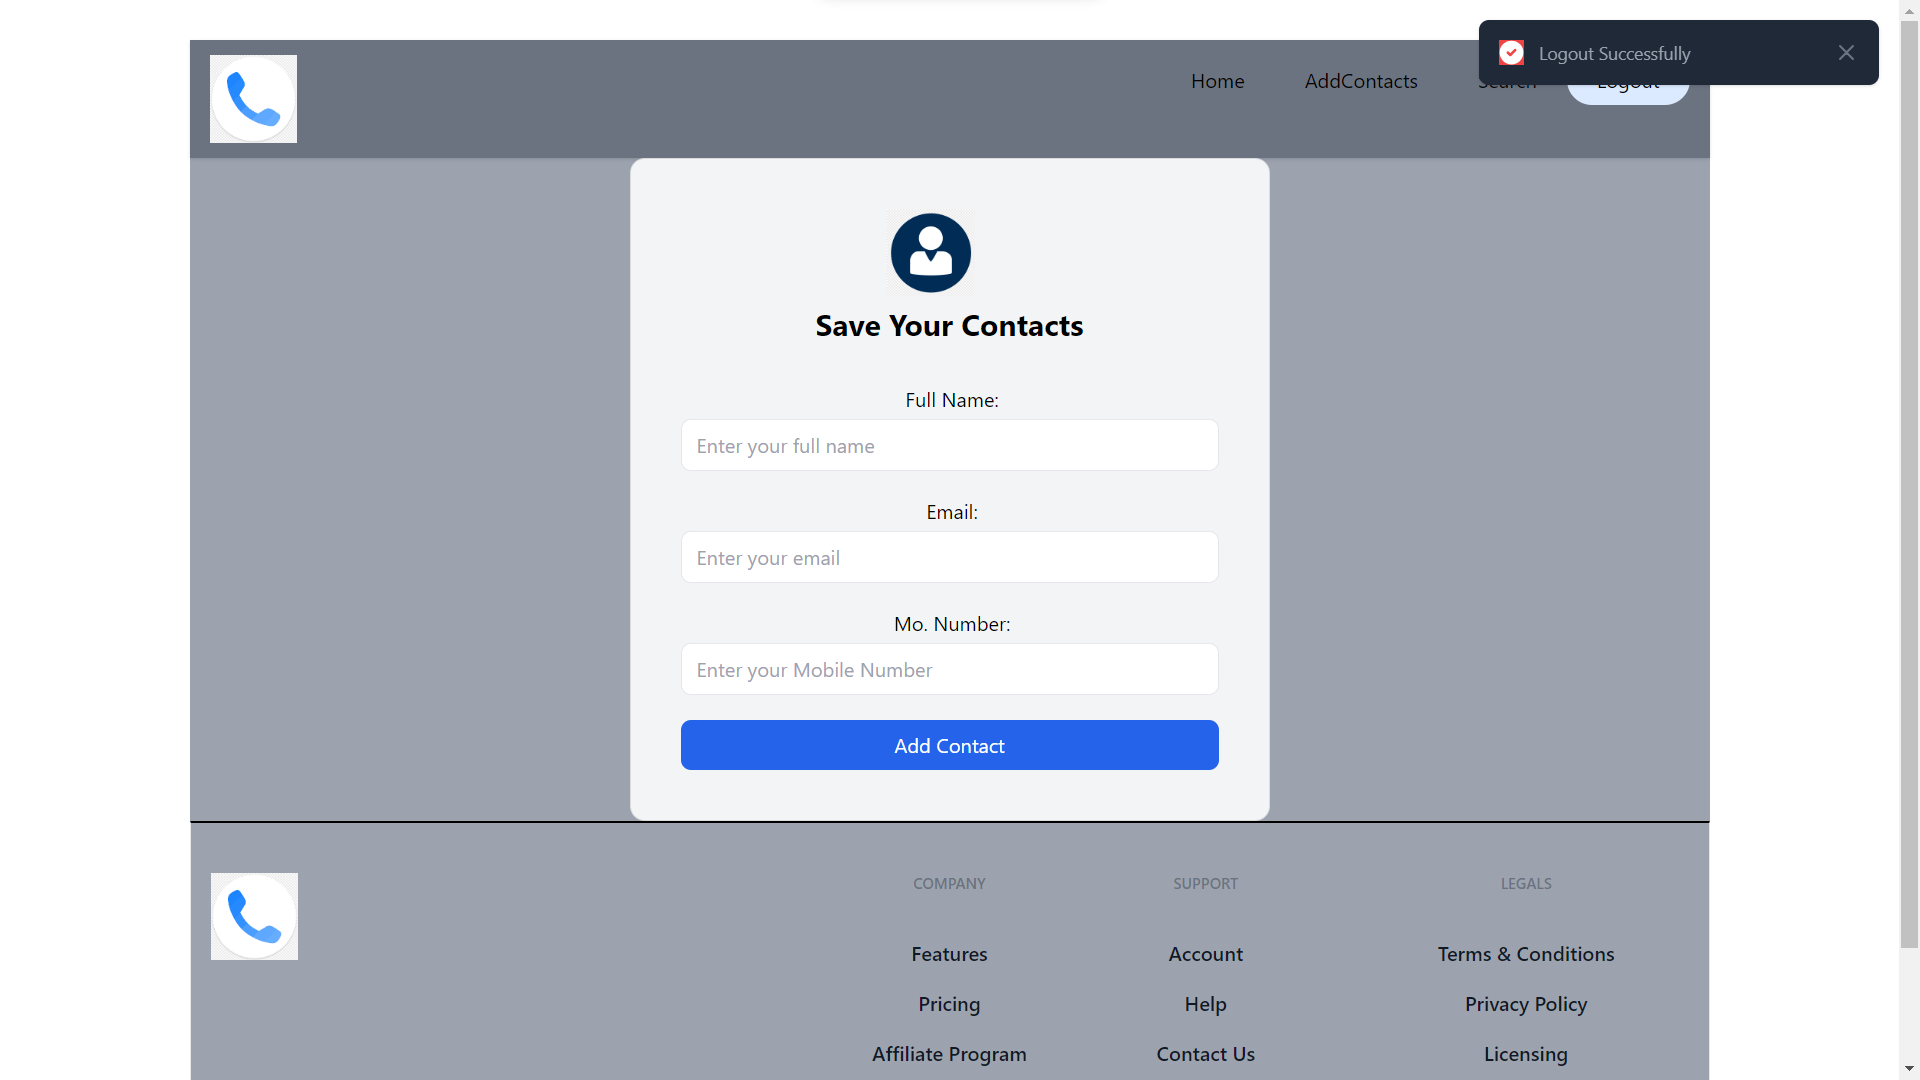 Logout Successfully
Home AddContacts Search Logout
Save Your Contacts
Full Name:
Enter your full name
Email:
Enter your email
Mo. Number:
Enter your Mobile Number
Add Contact
COMPANY SUPPORT LEGALS
Features Account Terms & Conditions
Pricing Help Privacy Policy
Affiliate Program Contact Us Licensing